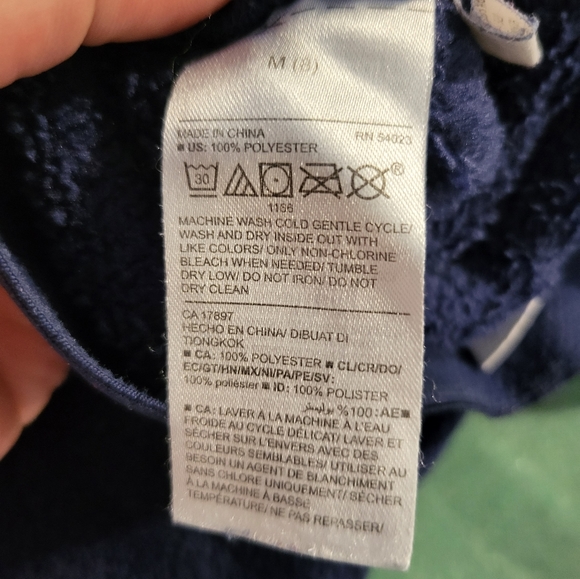 M (8)
MADE IN CHINA RN 54023
■ US: 100% POLYESTER
30 ®
1166
MACHINE WASH COLD GENTLE CYCLE/
WASH AND DRY INSIDE OUT WITH
LIKE COLORS/ ONLY NON-CHLORINE
BLEACH WHEN NEEDED/ TUMBLE
DRY LOW/ DO NOT IRON/ DO NOT
DRY CLEAN
CA 17897
HECHO EN CHINA/ DIBUAT DI
TIONGKOK
■ CA: 100% POLYESTER ■ CL/CR/DO/
EC/GT/HN/MX/NI/PA/PE/SV:
100% poliéster ■ ID: 100% POLISTER
■AE: 100% بوليستر
■ CA: LAVER À LA MACHINE À L'EAU
FROIDE AU CYCLE DÉLICAT/ LAVER ET
SÉCHER SUR L'ENVERS AVEC DES
COULEURS SEMBLABLES/ UTILISER AU
BESOIN UN AGENT DE BLANCHIMENT
SANS CHLORE UNIQUEMENT/ SÉCHER
À LA MACHINE À BASSE
TEMPÉRATURE/ NE PAS REPASSER/